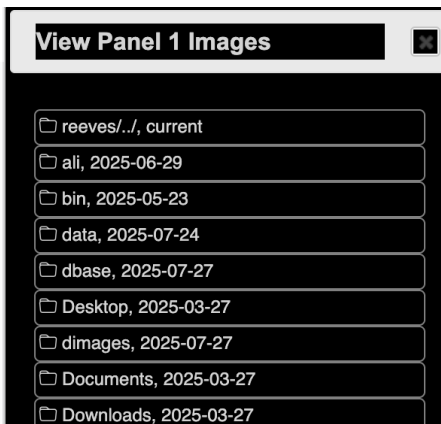 View Panel 1 Images
reeves/../, current
ali, 2025-06-29
bin, 2025-05-23
data, 2025-07-24
dbase, 2025-07-27
Desktop, 2025-03-27
dimages, 2025-07-27
Documents, 2025-03-27
Downloads, 2025-03-27